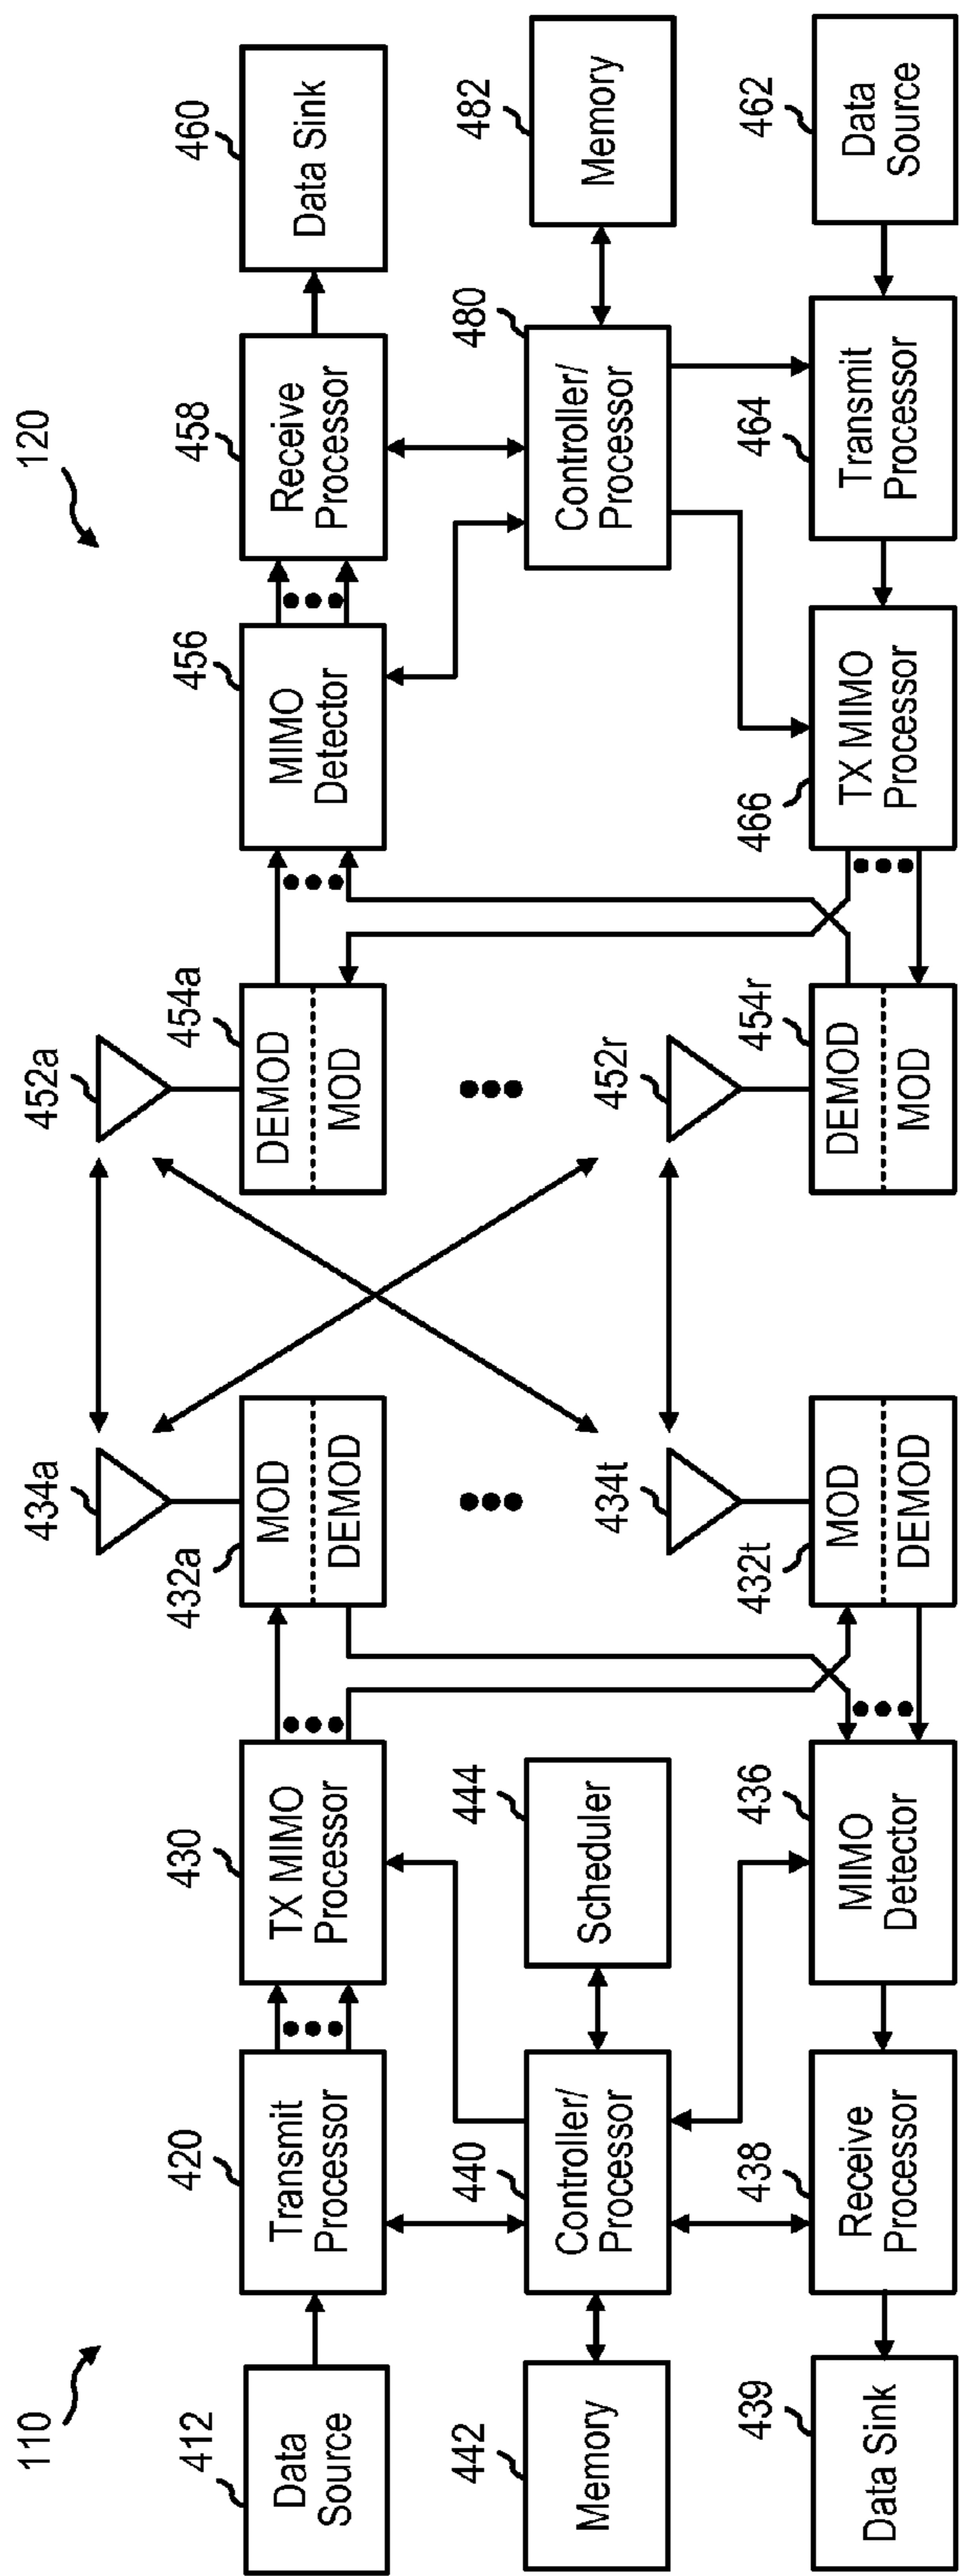 110
120
412
Data
Source
420
Transmit
Processor
430
TX MIMO
Processor
432a
MOD
DEMOD
434a
452a
454a
DEMOD
MOD
456
MIMO
Detector
458
Receive
Processor
460
Data Sink
442
Memory
440
Controller/
Processor
444
Scheduler
480
Controller/
Processor
482
Memory
439
Data Sink
438
Receive
Processor
436
MIMO
Detector
432t
MOD
DEMOD
434t
452r
454r
DEMOD
MOD
466
TX MIMO
Processor
464
Transmit
Processor
462
Data
Source